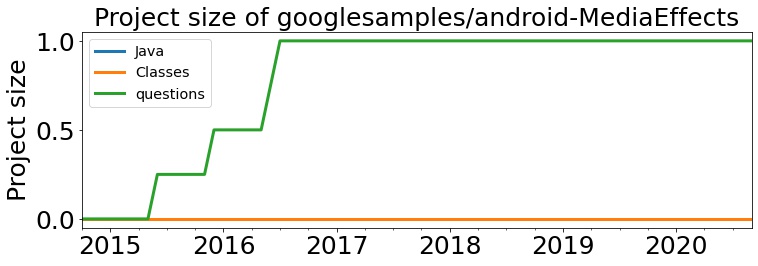 Project size of googlesamples/android-MediaEffects
Project size
1.0
0.5
0.0
Java
Classes
questions
2015 2016 2017 2018 2019 2020